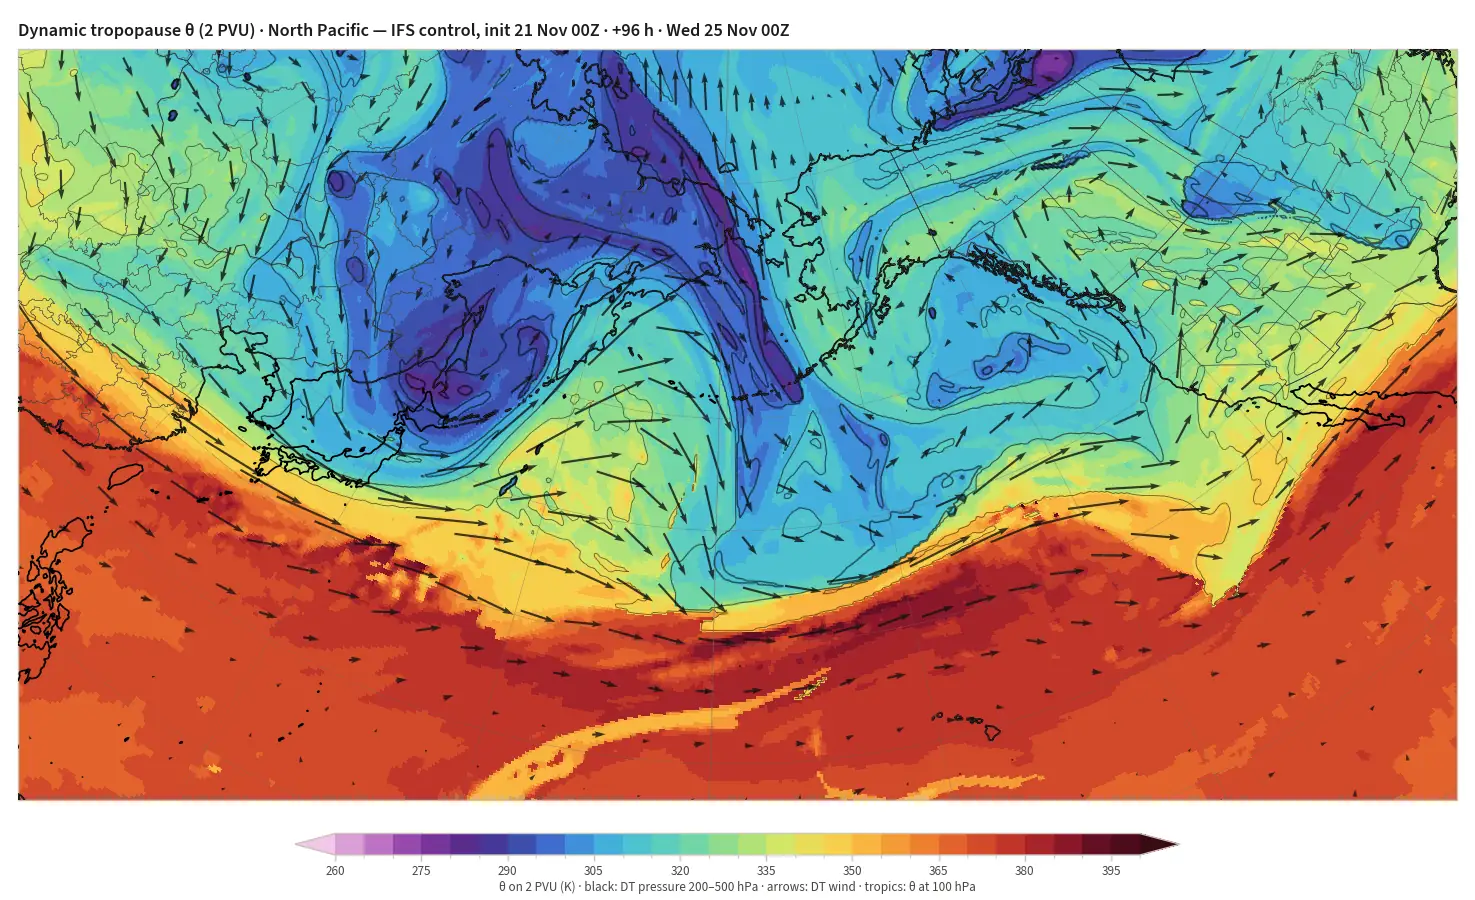 Dynamic tropopause θ (2 PVU) · North Pacific — IFS control, init 21 Nov 00Z · +96 h · Wed 25 Nov 00Z
260 275 290 305 320 335 350 365 380 395
θ on 2 PVU (K) · black: DT pressure 200–500 hPa · arrows: DT wind · tropics: θ at 100 hPa